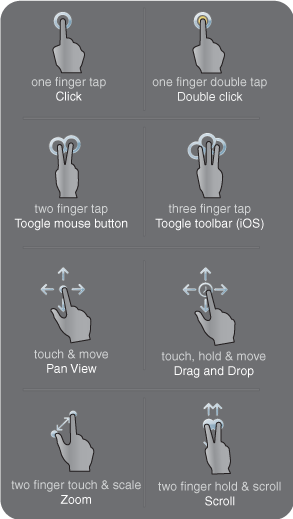 one finger tap
Click
one finger double tap
Double click
two finger tap
Toogle mouse button
three finger tap
Toogle toolbar (iOS)
touch & move
Pan View
touch, hold & move
Drag and Drop
two finger touch & scale
Zoom
two finger hold & scroll
Scroll